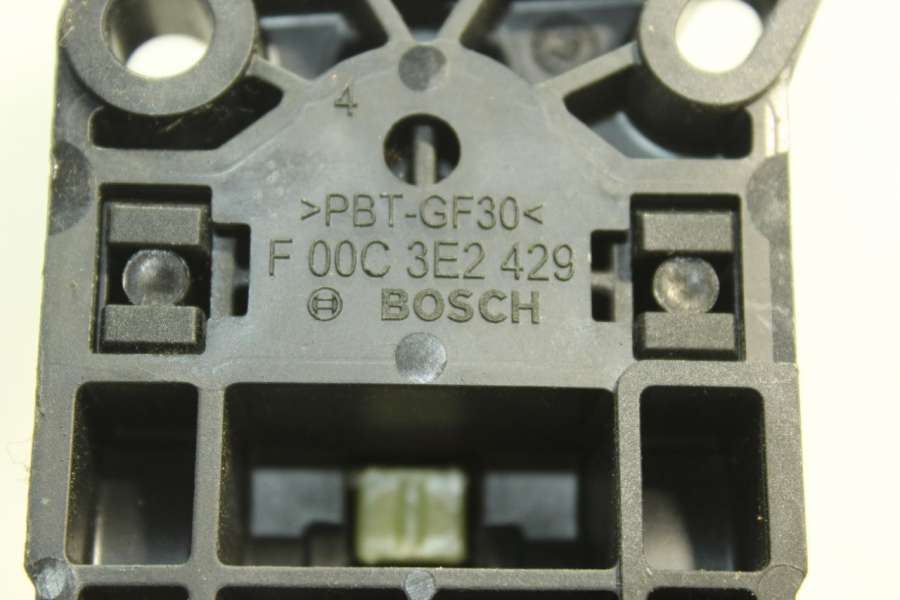 4
>PBT-GF30<
F 00C 3E2 429
BOSCH